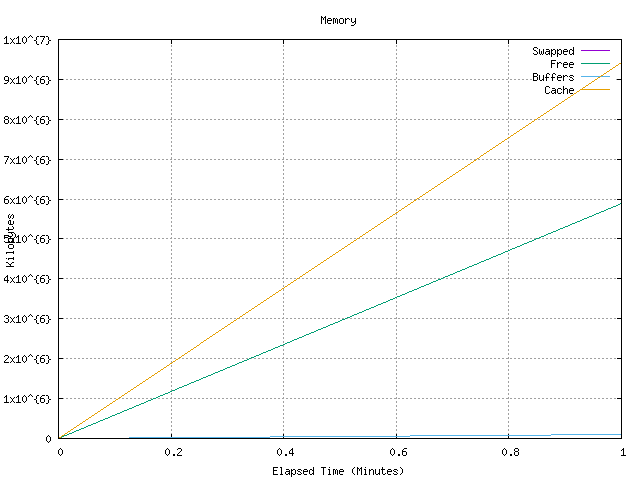 Memory
1x10^{7}
9x10^{6}
8x10^{6}
7x10^{6}
6x10^{6}
5x10^{6}
4x10^{6}
3x10^{6}
2x10^{6}
1x10^{6}
0
Kilobytes
Swapped
Free
Buffers
Cache
0 0.2 0.4 0.6 0.8 1
Elapsed Time (Minutes)